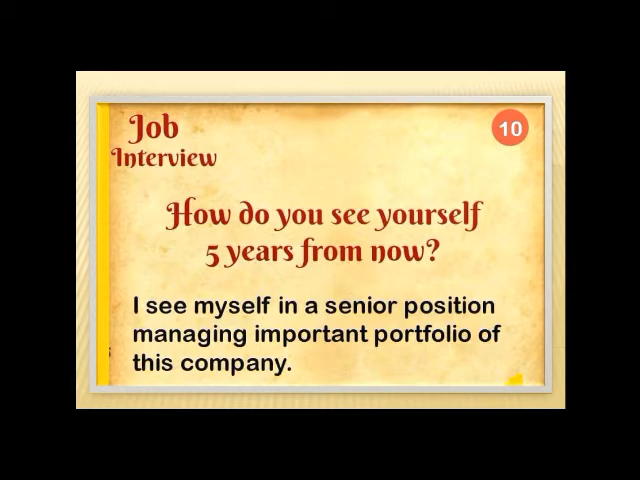 Job
Interview
10
How do you see yourself
5 years from now?
I see myself in a senior position
managing important portfolio of
this company.